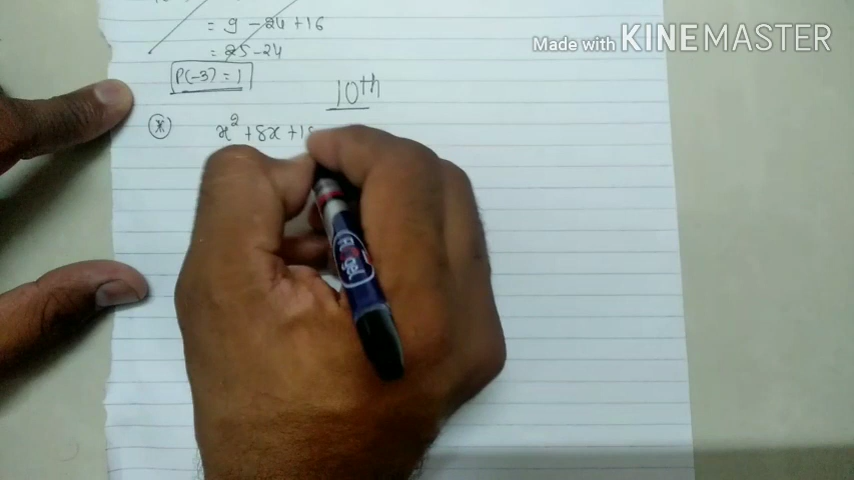 = 9 - 24 + 16
= 25 - 24
P(-3) = 1
10th
* x² + 8x + 1
Made with KINEMASTER